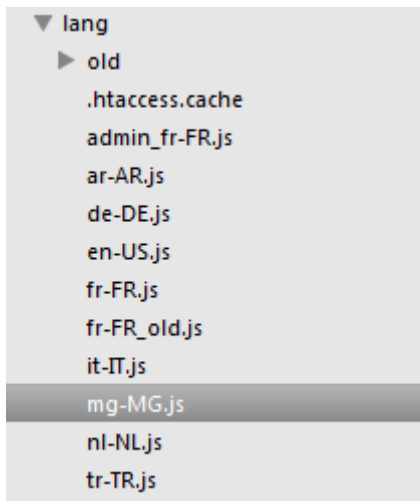 lang
old
.htaccess.cache
admin_fr-FR.js
ar-AR.js
de-DE.js
en-US.js
fr-FR.js
fr-FR_old.js
it-IT.js
mg-MG.js
nl-NL.js
tr-TR.js